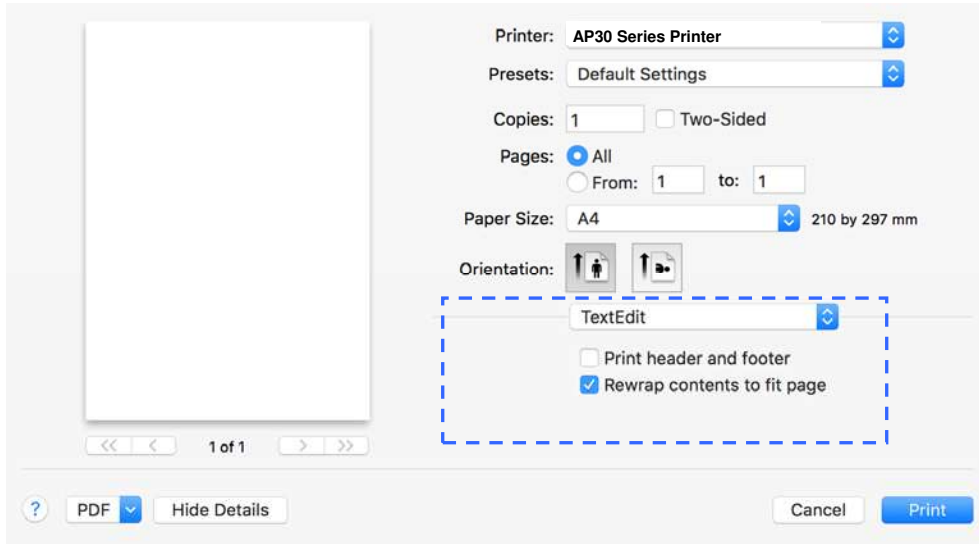 Printer: AP30 Series Printer
Presets: Default Settings
Copies: 1 Two-Sided
Pages: All
From: 1 to: 1
Paper Size: A4 210 by 297 mm
Orientation:
TextEdit
Print header and footer
Rewrap contents to fit page
<< < 1 of 1 > >>
? PDF Hide Details Cancel Print